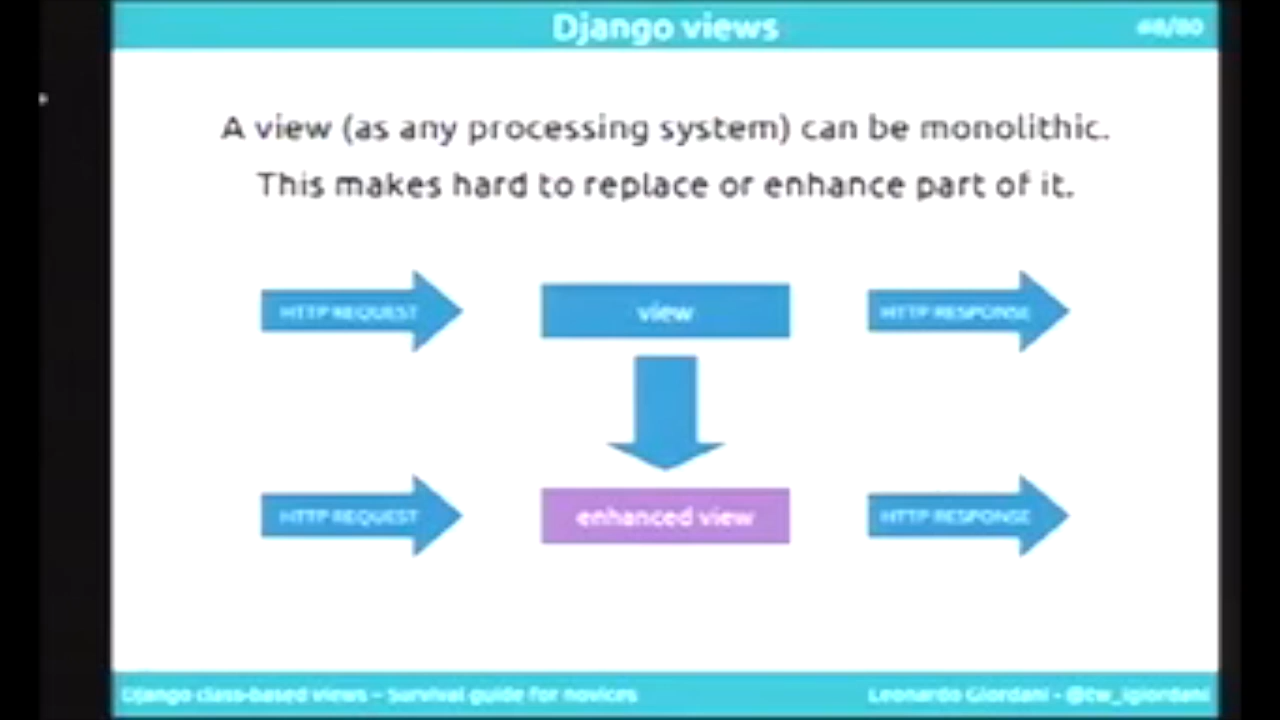 Django views
48/80
A view (as any processing system) can be monolithic.
This makes hard to replace or enhance part of it.
HTTP REQUEST
view
HTTP RESPONSE
HTTP REQUEST
enhanced view
HTTP RESPONSE
Django class-based views – Survival guide for novices
Leonardo Giordani - @tw_lgiordani